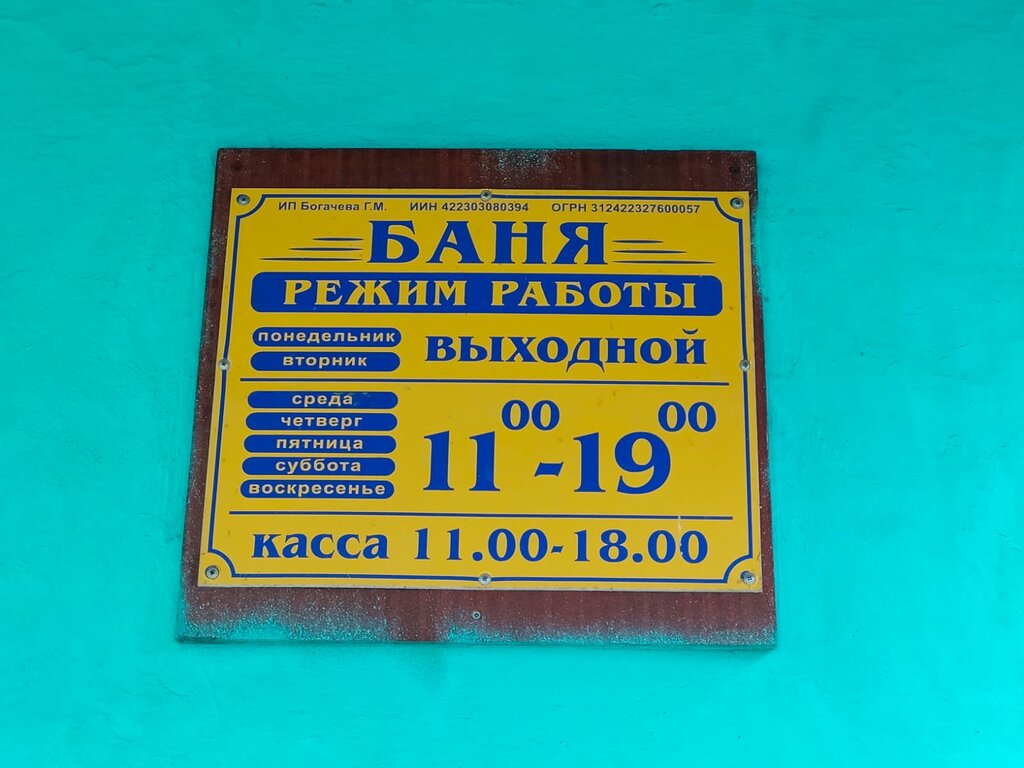 ИП Богачева Г.М. ИИН 422303080394 ОГРН 312422327600057
БАНЯ
РЕЖИМ РАБОТЫ
понедельник
вторник
ВЫХОДНОЙ
среда
четверг
пятница
суббота
воскресенье
11 00 - 19 00
касса 11.00-18.00